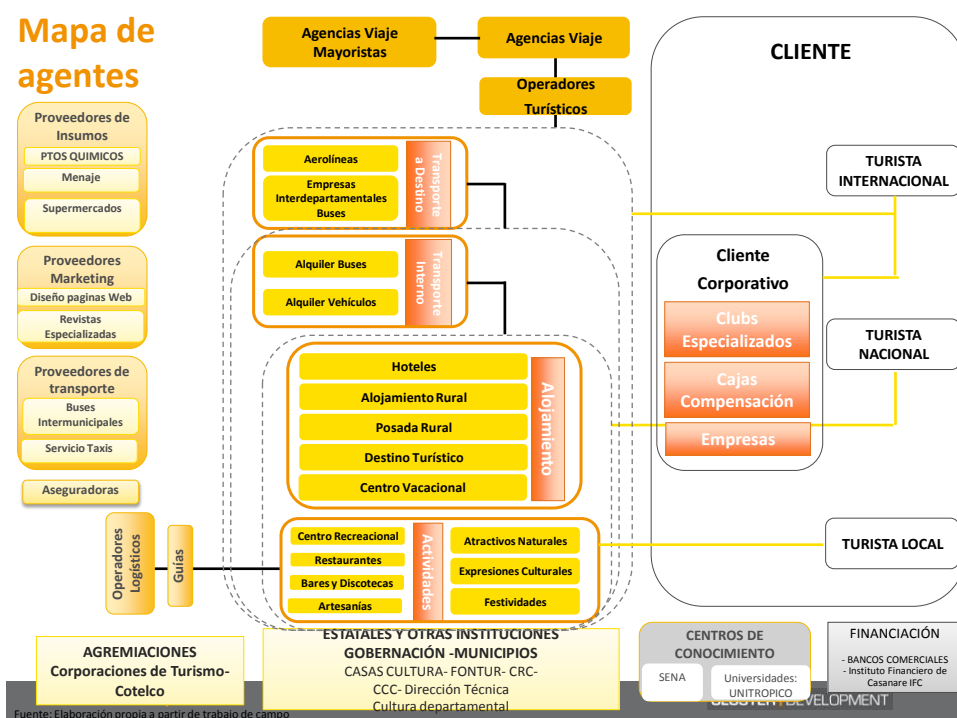 Mapa de
agentes
Agencias Viaje
Mayoristas
Agencias Viaje
Operadores
Turísticos
CLIENTE
Proveedores de
Insumos
PTOS QUIMICOS
Menaje
Supermercados
Proveedores
Marketing
Diseño paginas Web
Revistas
Especializadas
Proveedores de
transporte
Buses
Intermunicipales
Servicio Taxis
Aseguradoras
Operadores
Logísticos
Guías
Aerolíneas
Empresas
Interdepartamentales
Buses
Transporte
a Destino
Alquiler Buses
Alquiler Vehículos
Transporte
Interno
Hoteles
Alojamiento Rural
Posada Rural
Destino Turístico
Centro Vacacional
Alojamiento
Centro Recreacional
Restaurantes
Bares y Discotecas
Artesanías
Actividades
Atractivos Naturales
Expresiones Culturales
Festividades
TURISTA
INTERNACIONAL
Cliente
Corporativo
Clubs
Especializados
Cajas
Compensación
Empresas
TURISTA
NACIONAL
TURISTA LOCAL
AGREMIACIONES
Corporaciones de Turismo-
Cotelco
ESTATALES Y OTRAS INSTITUCIONES
GOBERNACIÓN -MUNICIPIOS
CASAS CULTURA- FONTUR- CRC-
CCC- Dirección Técnica
Cultura departamental
CENTROS DE
CONOCIMIENTO
SENA
Universidades:
UNITROPICO
FINANCIACIÓN
- BANCOS COMERCIALES
- Instituto Financiero de
Casanare IFC
CLUSTER DEVELOPMENT
Fuente: Elaboración propia a partir de trabajo de campo